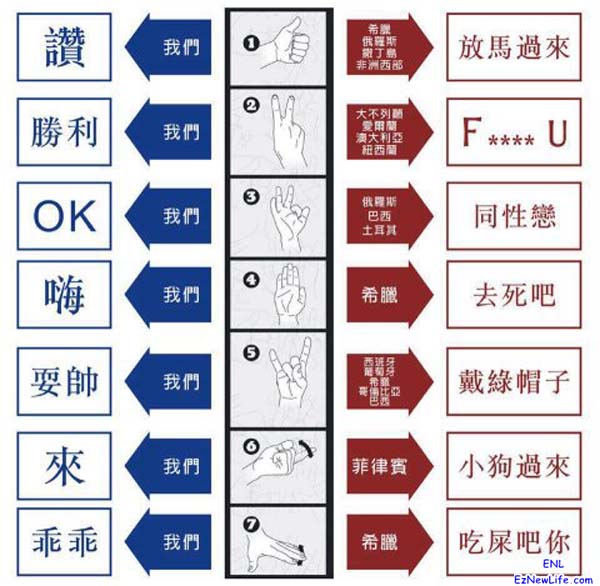 讚
我們
1
希臘
俄羅斯
撒丁島
非洲西部
放馬過來
勝利
我們
2
大不列顛
愛爾蘭
澳大利亞
紐西蘭
F **** U
OK
我們
3
俄羅斯
巴西
土耳其
同性戀
嗨
我們
4
希臘
去死吧
耍帥
我們
5
西班牙
葡萄牙
希臘
哥倫比亞
巴西
戴綠帽子
來
我們
6
菲律賓
小狗過來
乖乖
我們
7
希臘
吃屎吧你
ENL
EzNewLife.com